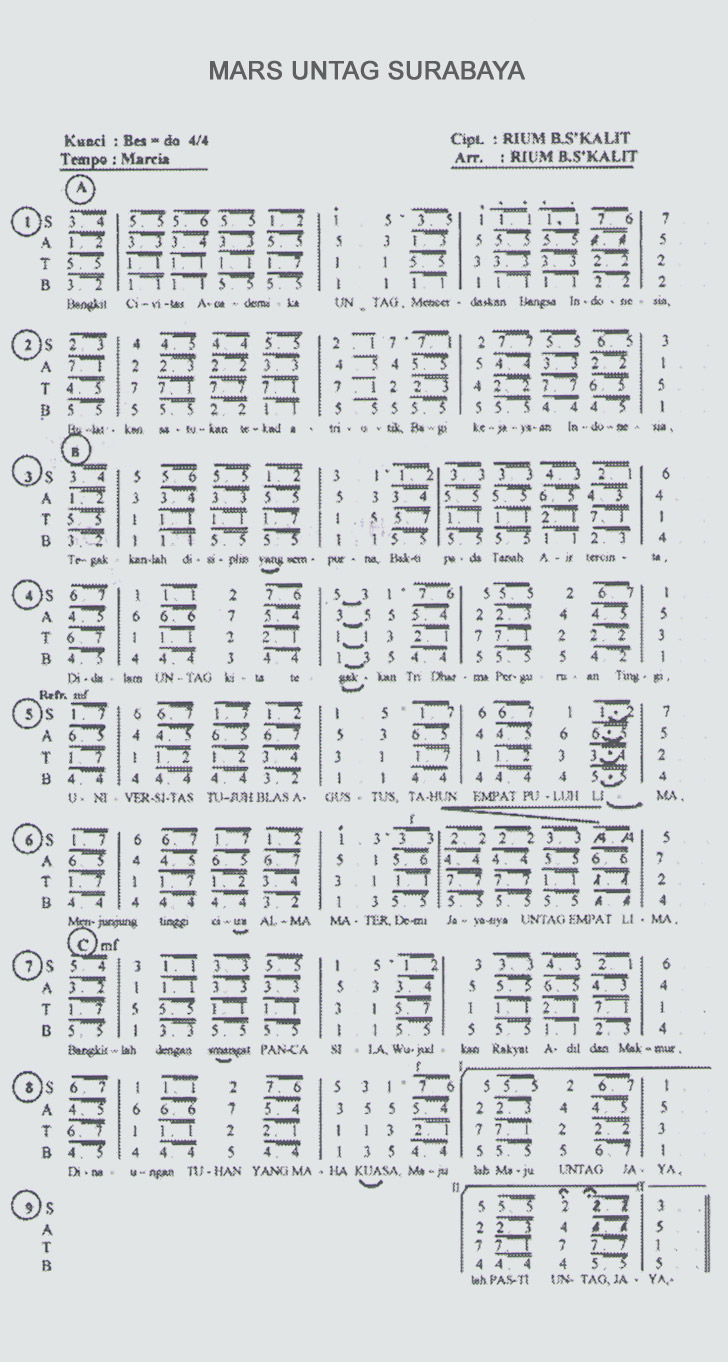 MARS UNTAG SURABAYA
Kunci : Bes = do 4/4
Cipt. : RIUM B.S'KALIT
Tempo : Marcia
Arr. : RIUM B.S'KALIT
A
1 S 3 4 | 5 5 5 6 5 5 1 2 | 1 5 3 5 | 1 1 1 1 1 7 6 | 7
A 1 2 3 3 3 4 3 3 5 5 5 3 1 3 5 5 5 5 5 5
T 5 5 1 1 1 1 1 1 1 7 1 1 5 5 3 3 3 3 3 2 2 2
B 3 2 1 1 1 1 5 5 5 5 1 1 1 1 1 1 1 1 1 2 2 2
Bangkit Ci - vi - tas A - ca - demi - ka UN - TAG, Mencer - daskan Bangsa In - do - ne - sia,
2 S 2 3 | 4 4 5 4 4 5 5 | 2 1 7 7 1 | 2 7 7 5 5 6 5 | 3
A 7 1 2 2 3 2 2 3 3 4 5 4 5 5 5 4 4 3 3 2 2 1
T 4 5 7 7 1 7 7 7 1 7 1 2 2 3 4 2 2 7 7 6 5 5
B 5 5 5 5 5 2 2 1 1 5 5 5 5 5 5 5 5 4 4 4 5 1
Bu - lat - kan sa - tu - kan te - kad a - tri - o - tik, Ba - gi ke - ja - ya - an In - do - ne - sia,
B
3 S 3 4 | 5 5 6 5 5 1 2 | 3 1 1 2 | 3 3 3 3 4 3 2 1 | 6
A 1 2 3 3 4 3 3 5 5 5 3 3 4 5 5 5 5 6 5 4 3 4
T 5 5 1 1 1 1 1 1 7 1 5 5 7 1 1 1 1 2 1 7 1 1
B 3 2 1 1 1 5 5 5 5 1 1 5 5 5 5 5 5 1 1 2 3 4
Te - gak - kan - lah di - si - plin yang sem - pur - na, Bak - ti pa - da Tanah A - ir tercin - ta,
4 S 6 7 | 1 1 1 2 7 6 | 5 3 1 7 6 | 5 5 5 2 6 7 | 1
A 4 5 6 6 6 7 5 4 3 5 5 5 4 2 2 3 4 4 5 5
T 6 7 1 1 1 2 2 1 1 1 3 2 1 7 7 1 2 2 2 3
B 4 5 4 4 4 3 4 4 1 3 5 4 4 5 5 5 5 4 2 1
Di - da - lam UN - TAG ki - ta te - gak - kan Tri Dhar - ma Per - gu - ru - an Ting - gi,
Refr. mf
5 S 1 7 | 6 6 7 1 7 1 2 | 1 5 1 7 | 6 6 7 1 1 2 | 7
A 6 5 4 4 5 6 5 6 7 5 3 6 5 4 4 5 6 6 5 5
T 1 7 1 1 2 1 2 3 4 3 1 1 7 1 1 2 3 3 4 2
B 4 4 4 4 4 4 4 3 2 1 1 4 4 4 4 4 4 5 5 4
U - NI - VER-SI-TAS TU-JUH BLAS A- GUS - TUS, TA-HUN EMPAT PU - LUH LI - MA,
f
6 S 1 7 | 6 6 7 1 7 1 2 | 1 3 3 3 | 2 2 2 2 3 3 4 4 | 5
A 6 5 4 4 5 6 5 6 7 5 1 5 6 4 4 4 4 5 5 6 6 7
T 1 7 1 1 7 1 2 3 4 3 1 1 1 7 7 7 7 1 1 2
B 4 4 4 4 4 4 4 3 2 1 3 5 5 5 5 5 5 5 5 4
Men - junjung tinggi ci - ta AL - MA MA - TER, De-mi Ja - ya-nya UNTAG EMPAT LI - MA,
C mf
7 S 5 4 | 3 1 1 3 3 5 5 | 1 5 1 2 | 3 3 3 4 3 2 1 | 6
A 3 2 1 1 1 3 3 3 3 5 3 3 4 5 5 5 6 5 4 3 4
T 1 7 5 5 5 1 1 1 1 3 1 5 7 1 1 1 2 1 7 1 1
B 5 5 1 3 3 5 5 5 5 1 1 5 5 5 5 5 1 1 2 3 4
Bangkit - lah dengan smangat PAN-CA SI - LA, Wu-jud - kan Rakyat A - dil dan Mak - mur,
f I
8 S 6 7 | 1 1 1 2 7 6 | 5 3 1 7 6 | 5 5 5 2 6 7 | 1
A 4 5 6 6 6 7 5 4 3 5 5 5 4 2 2 3 4 4 5 5
T 6 7 1 1 1 2 2 1 1 1 3 2 1 7 7 1 2 2 2 3
B 4 5 4 4 4 5 4 4 1 3 5 4 4 5 5 5 5 6 7 1
Di - na - u - ngan TU - HAN YANG MA - HA KUASA, Ma - ju lah Ma - ju UNTAG JA - YA,
II ff
9 S 5 5 5 2 2 2 | 3
A 2 2 3 4 4 4 5
T 7 7 1 7 7 7 1
B 4 4 4 4 5 5 5
lah PAS-TI UN- TAG, JA - YA,-